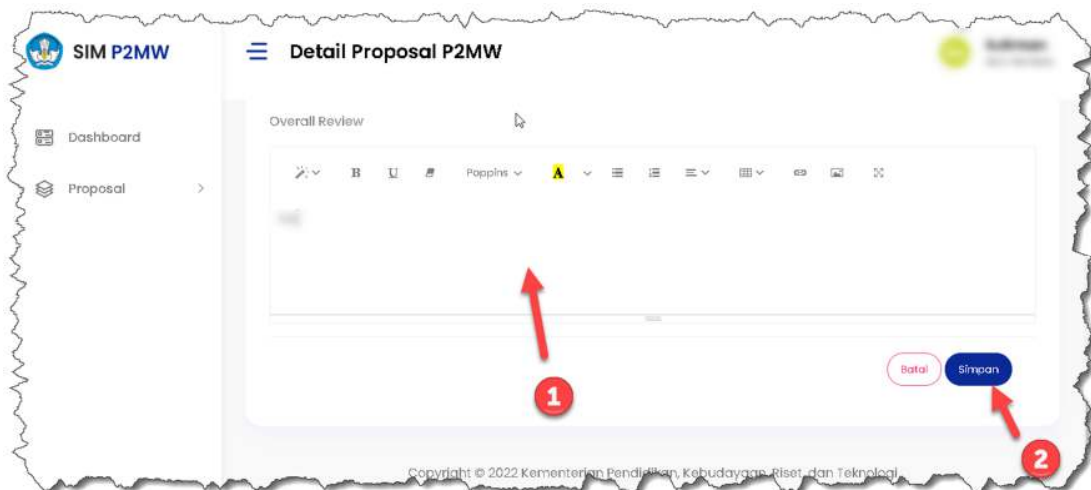 SIM P2MW
Detail Proposal P2MW
Dashboard
Proposal
Overall Review
B U Poppins A
Batal Simpan
1
2
Copyright © 2022 Kementerian Pendidikan, Kebudayaan, Riset, dan Teknologi